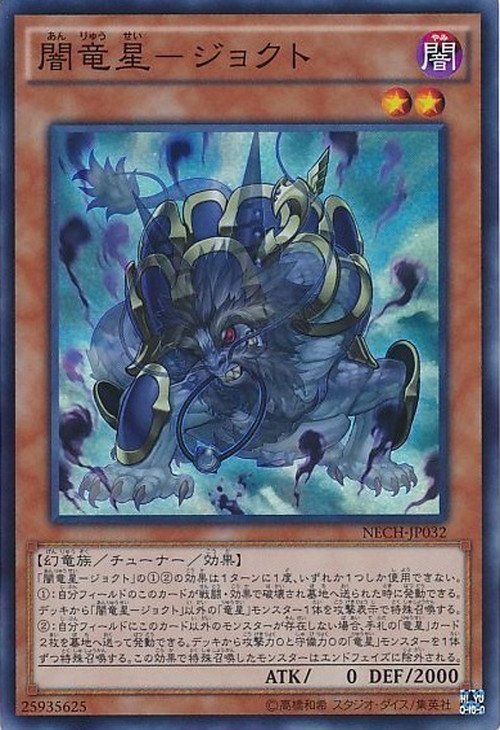 闇竜星－ジョクト
闇
NECH-JP032
【幻竜族／チューナー／効果】
「闇竜星－ジョクト」の①②の効果は1ターンに1度、いずれか1つしか使用できない。
①：自分フィールドのこのカードが戦闘・効果で破壊され墓地へ送られた時に発動できる。
デッキから「闇竜星－ジョクト」以外の「竜星」モンスター1体を攻撃表示で特殊召喚する。
②：自分フィールドにこのカード以外のモンスターが存在しない場合、手札の「竜星」カード
2枚を墓地へ送って発動できる。デッキから攻撃力0と守備力0の「竜星」モンスターを1体
ずつ特殊召喚する。この効果で特殊召喚したモンスターはエンドフェイズに除外される。
ATK/ 0 DEF/2000
25935625 ©高橋和希 スタジオ・ダイス/集英社